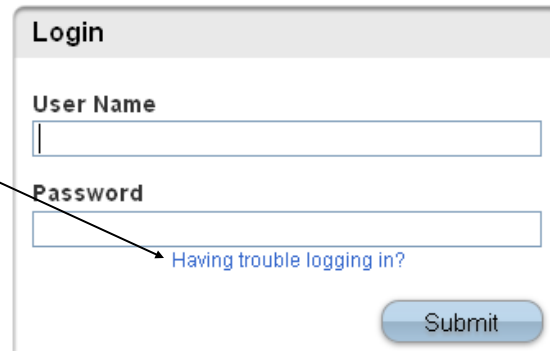 Login
User Name
Password
Having trouble logging in?
Submit